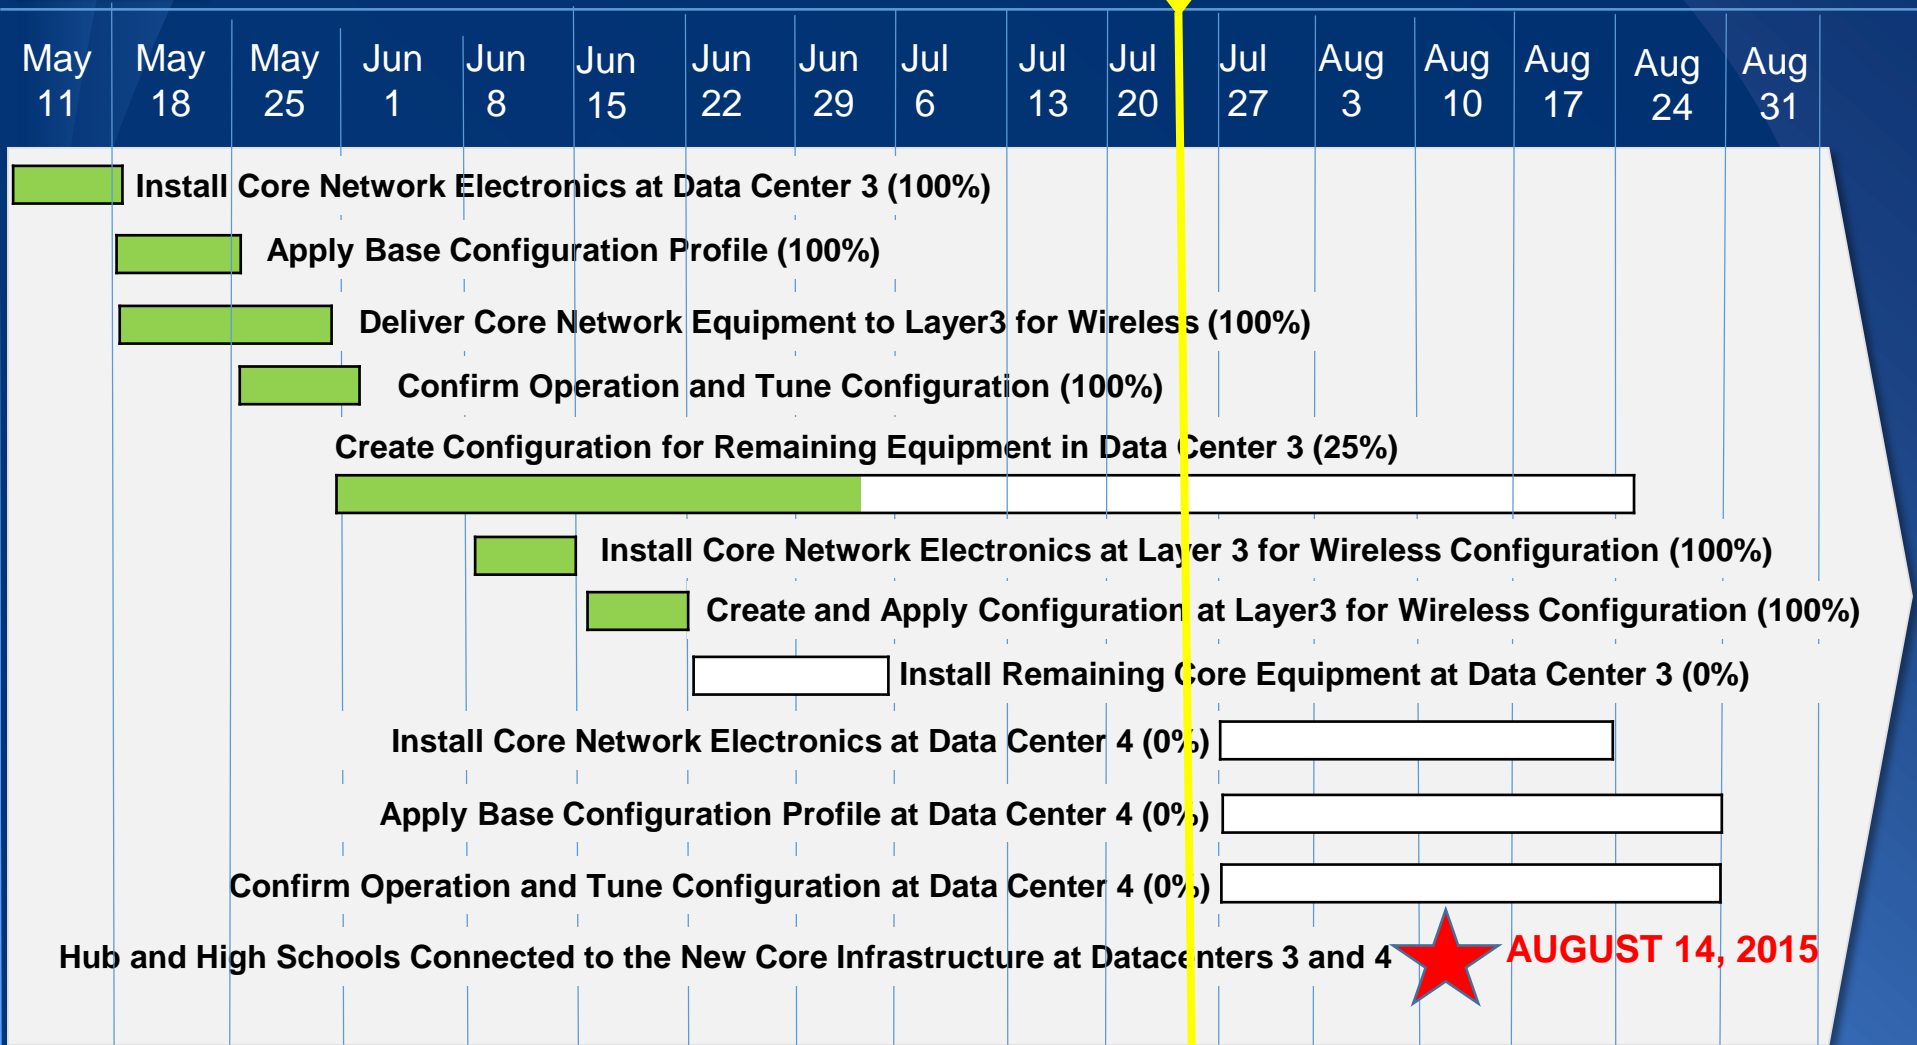 May May May Jun Jun Jun Jun Jun Jul Jul Jul Jul Aug Aug Aug Aug Aug
11 18 25 1 8 15 22 29 6 13 20 27 3 10 17 24 31
Install Core Network Electronics at Data Center 3 (100%)
Apply Base Configuration Profile (100%)
Deliver Core Network Equipment to Layer3 for Wireless (100%)
Confirm Operation and Tune Configuration (100%)
Create Configuration for Remaining Equipment in Data Center 3 (25%)
Install Core Network Electronics at Layer 3 for Wireless Configuration (100%)
Create and Apply Configuration at Layer3 for Wireless Configuration (100%)
Install Remaining Core Equipment at Data Center 3 (0%)
Install Core Network Electronics at Data Center 4 (0%)
Apply Base Configuration Profile at Data Center 4 (0%)
Confirm Operation and Tune Configuration at Data Center 4 (0%)
Hub and High Schools Connected to the New Core Infrastructure at Datacenters 3 and 4 AUGUST 14, 2015